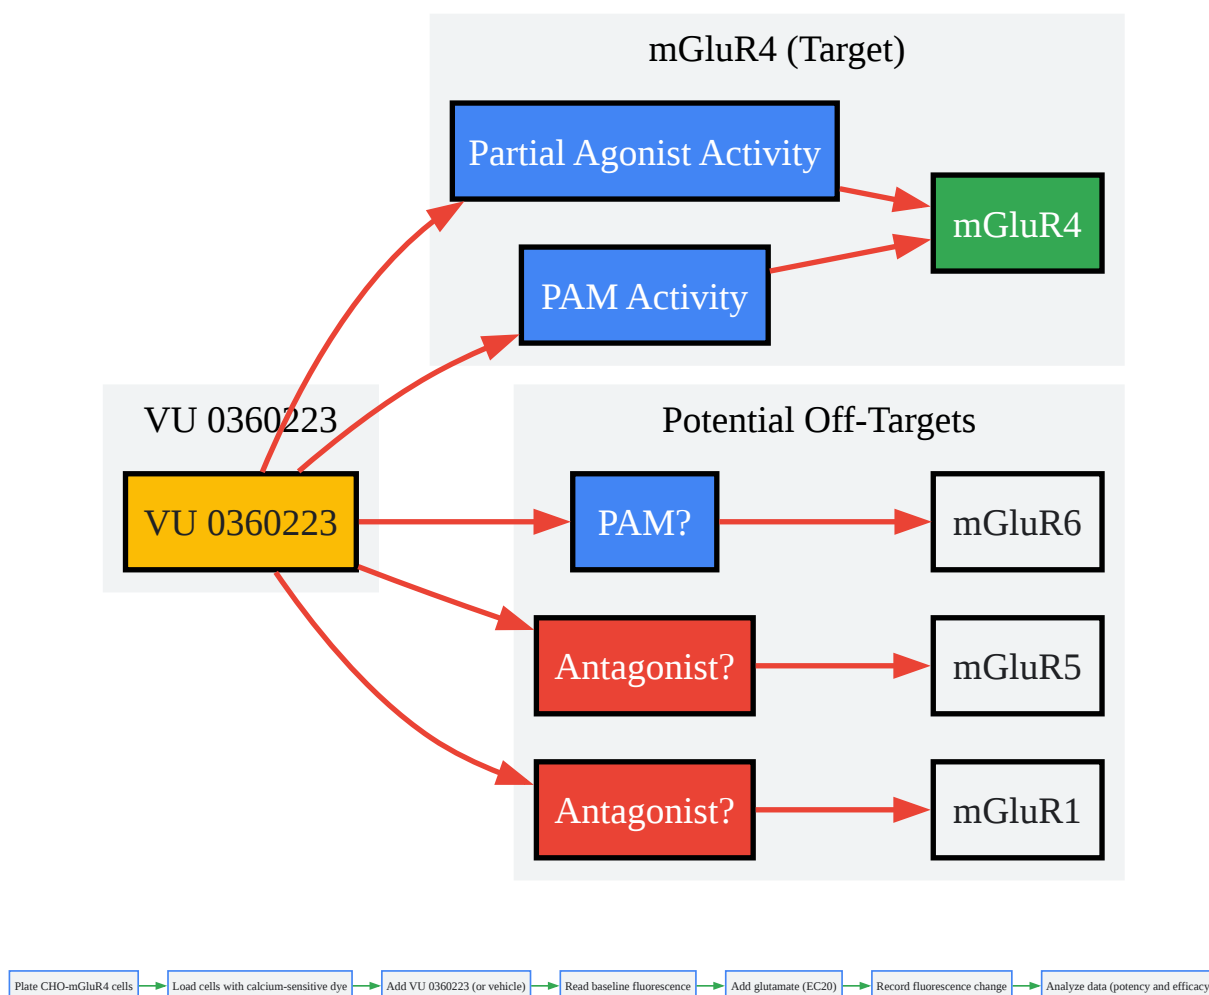 mGluR4 (Target)
Partial Agonist Activity
mGluR4
PAM Activity
VU 0360223
VU 0360223
Potential Off-Targets
PAM?
mGluR6
Antagonist?
mGluR5
Antagonist?
mGluR1
Plate CHO-mGluR4 cells
Load cells with calcium-sensitive dye
Add VU 0360223 (or vehicle)
Read baseline fluorescence
Add glutamate (EC20)
Record fluorescence change
Analyze data (potency and efficacy